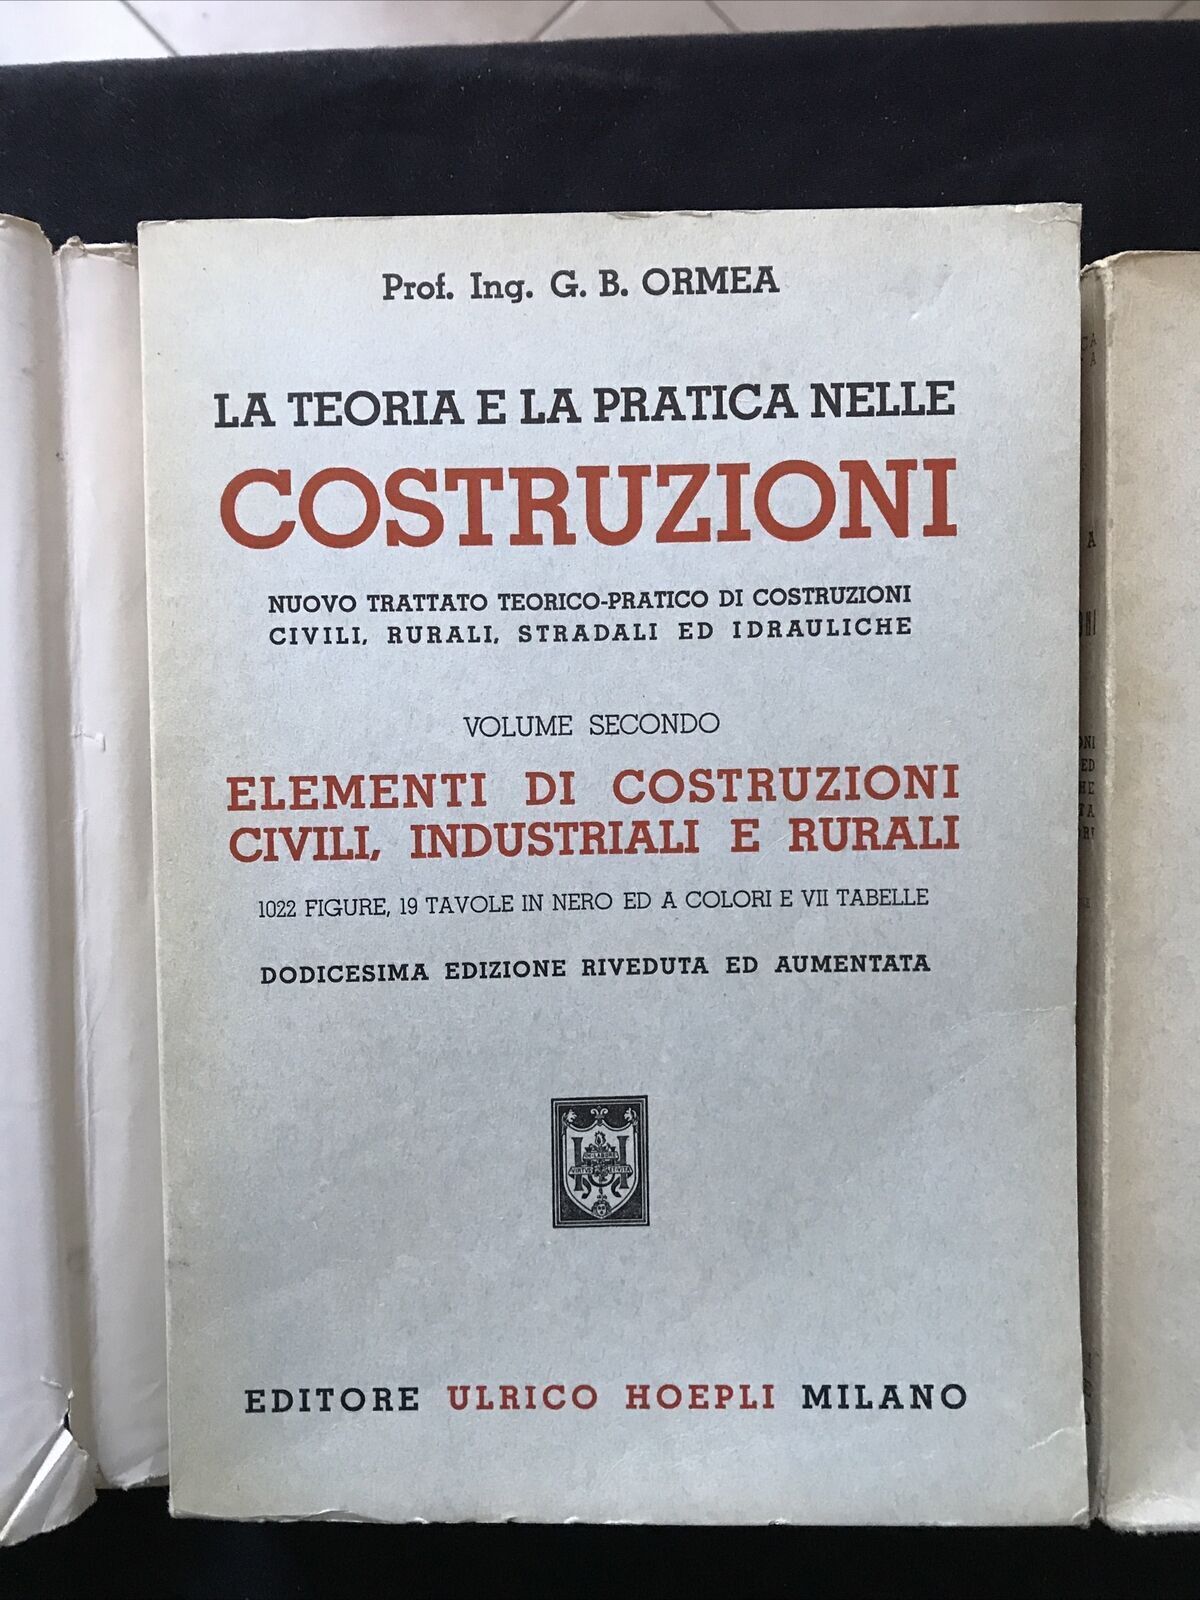 Prof. Ing. G. B. ORMEA
LA TEORIA E LA PRATICA NELLE
COSTRUZIONI
NUOVO TRATTATO TEORICO-PRATICO DI COSTRUZIONI
CIVILI, RURALI, STRADALI ED IDRAULICHE
VOLUME SECONDO
ELEMENTI DI COSTRUZIONI
CIVILI, INDUSTRIALI E RURALI
1022 FIGURE, 19 TAVOLE IN NERO ED A COLORI E VII TABELLE
DODICESIMA EDIZIONE RIVEDUTA ED AUMENTATA
EDITORE ULRICO HOEPLI MILANO